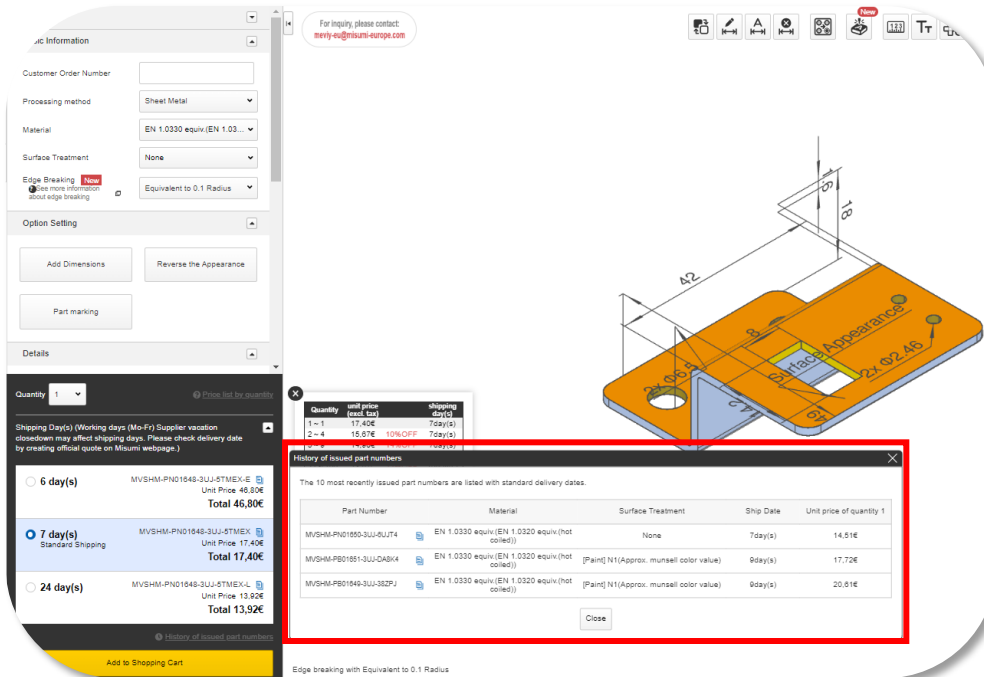 Basic Information
Customer Order Number
Processing method
Sheet Metal
Material
EN 1.0330 equiv.(EN 1.03...
Surface Treatment
None
Edge Breaking New
?See more information
about edge breaking
Equivalent to 0.1 Radius
Option Setting
Add Dimensions
Reverse the Appearance
Part marking
Details
Quantity 1
? Price list by quantity
Shipping Day(s) (Working days (Mo-Fr) Supplier vacation
closedown may affect shipping days. Please check delivery date
by creating official quote on Misumi webpage.)
6 day(s)
MVSHM-PN01648-3UJ-5TMEX-E
Unit Price 46,80€
Total 46,80€
7 day(s)
Standard Shipping
MVSHM-PN01648-3UJ-5TMEX
Unit Price 17,40€
Total 17,40€
24 day(s)
MVSHM-PN01648-3UJ-5TMEX-L
Unit Price 13,92€
Total 13,92€
History of issued part numbers
Add to Shopping Cart
For inquiry, please contact:
meviy-eu@misumi-europe.com
New
A
123
TT
1.6
18
42
8
2x Φ6.5
Surface Appearance
2x Φ2.46
42
49
Quantity unit price (excl. tax) shipping day(s)
1 ~ 1 17,40€ 7day(s)
2 ~ 4 15,67€ 10%OFF 7day(s)
History of issued part numbers
The 10 most recently issued part numbers are listed with standard delivery dates.
Part Number Material Surface Treatment Ship Date Unit price of quantity 1
MVSHM-PN01650-3UJ-6UJT4 EN 1.0330 equiv.(EN 1.0320 equiv.(hot coiled)) None 7day(s) 14,51€
MVSHM-PB01651-3UJ-DA8K4 EN 1.0330 equiv.(EN 1.0320 equiv.(hot coiled)) [Paint] N1(Approx. munsell color value) 9day(s) 17,72€
MVSHM-PB01649-3UJ-38ZPJ EN 1.0330 equiv.(EN 1.0320 equiv.(hot coiled)) [Paint] N1(Approx. munsell color value) 9day(s) 20,61€
Close
Edge breaking with Equivalent to 0.1 Radius